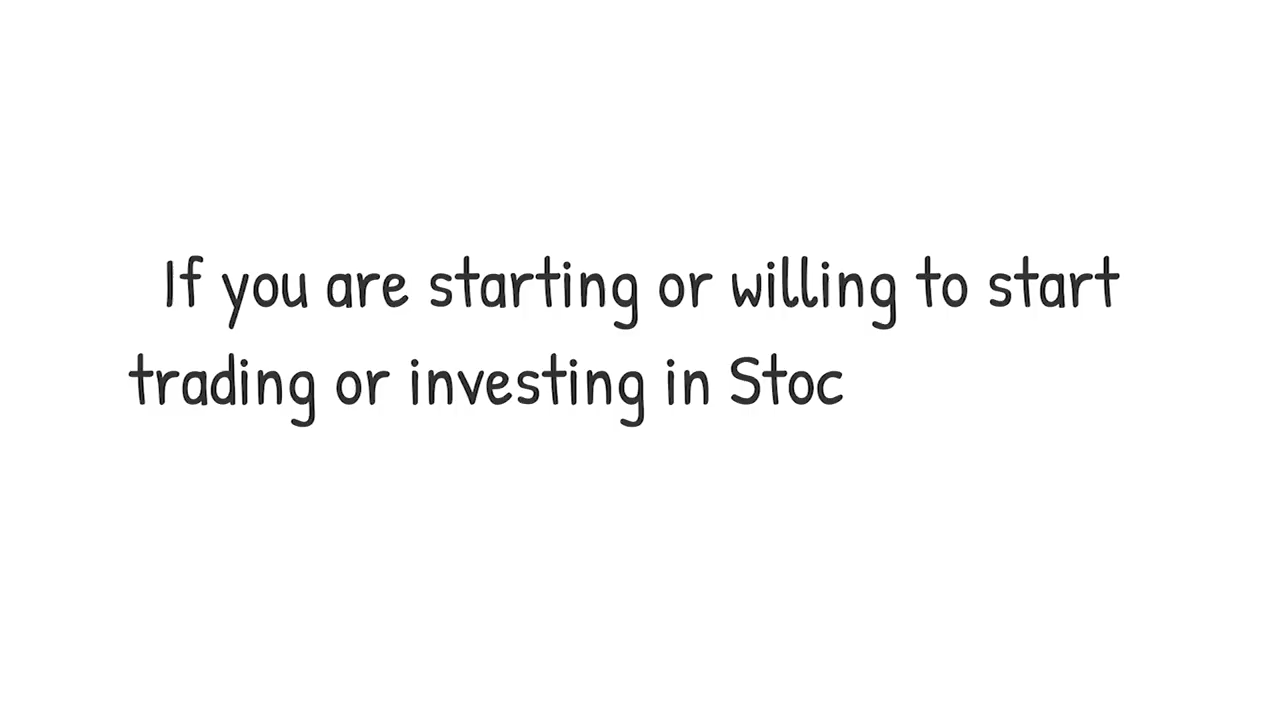 If you are starting or willing to start
trading or investing in Stoc